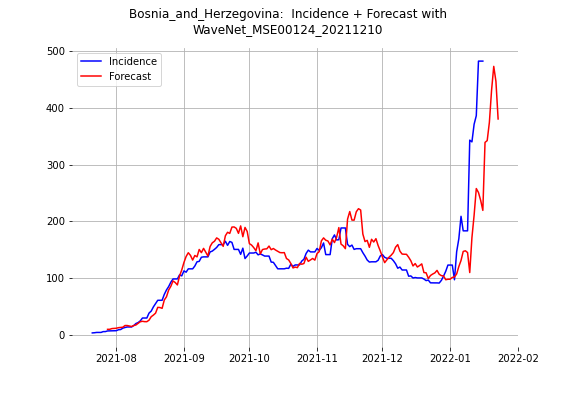 Bosnia_and_Herzegovina:  Incidence + Forecast with
WaveNet_MSE00124_20211210
500
Incidence
Forecast
400
300
200
100
0
2021-08 2021-09 2021-10 2021-11 2021-12 2022-01 2022-02